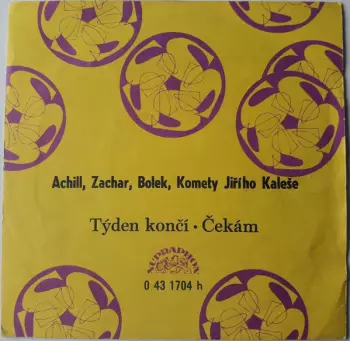 Achill, Zachar, Bolek, Komety Jiřího Kaleše
Týden končí · Čekám
SUPRAPHON
0 43 1704 h